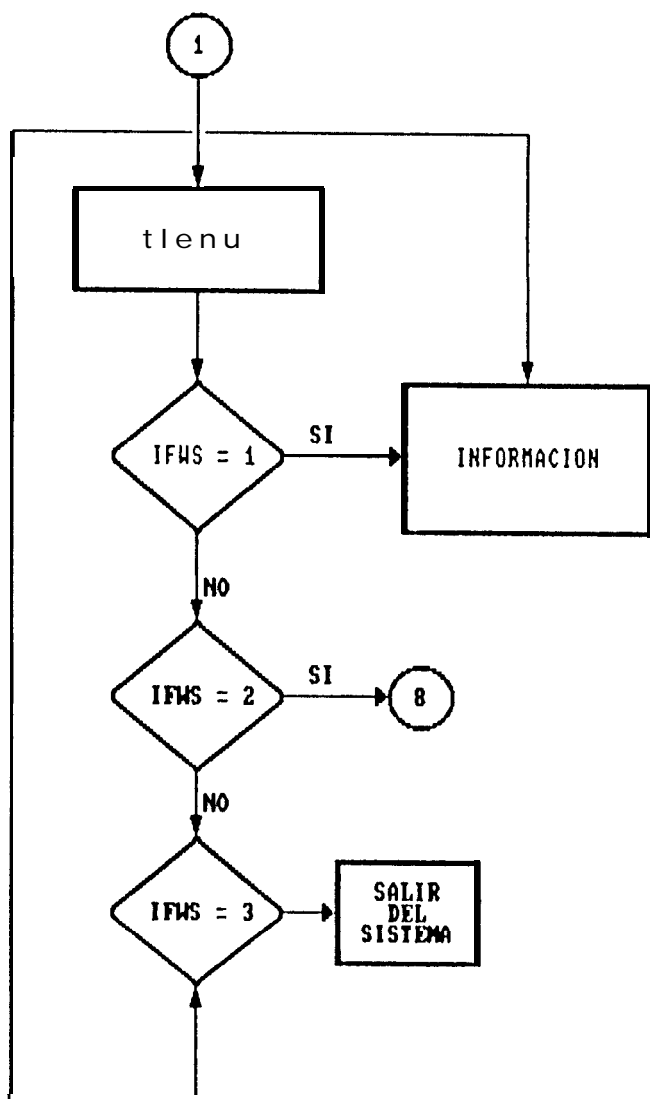 1
tlenu
IFWS = 1
SI
INFORMACION
NO
IFWS = 2
SI
8
NO
IFWS = 3
SALIR
DEL
SISTEMA